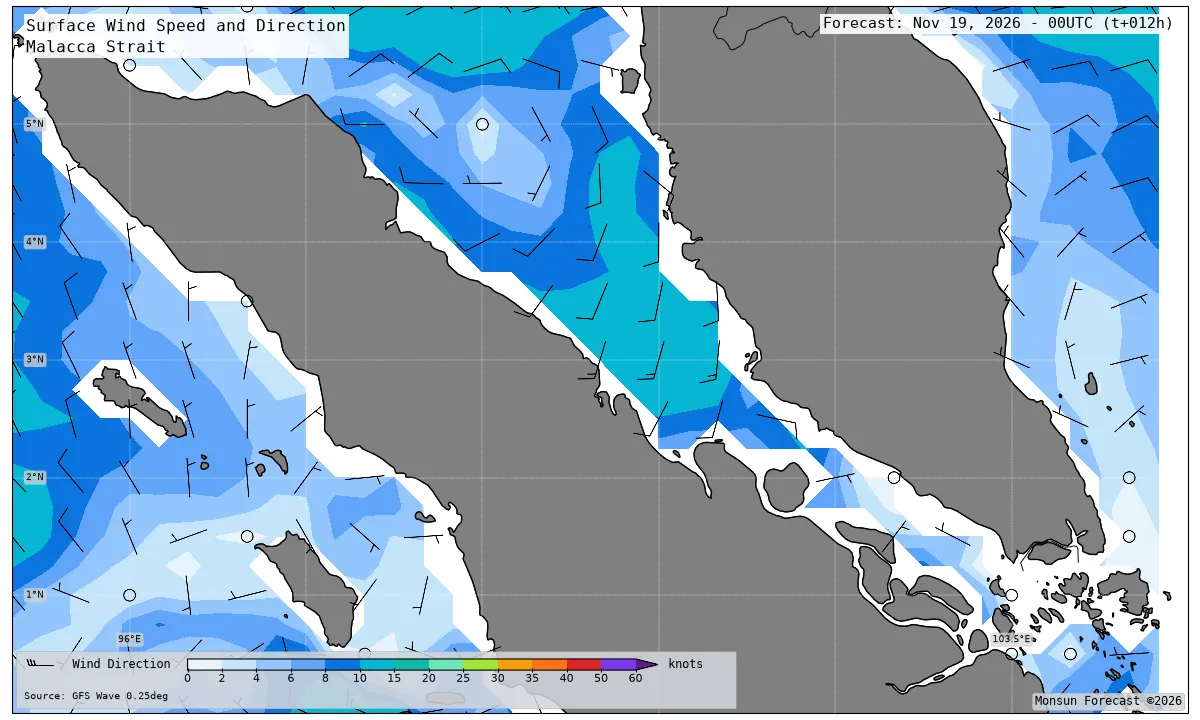 Surface Wind Speed and Direction
Malacca Strait
Forecast: Nov 19, 2026 - 00UTC (t+012h)
5°N
4°N
3°N
2°N
1°N
96°E
103.5°E
Wind Direction
0 2 4 6 8 10 15 20 25 30 35 40 50 60
knots
Source: GFS Wave 0.25deg
Monsun Forecast ©2026